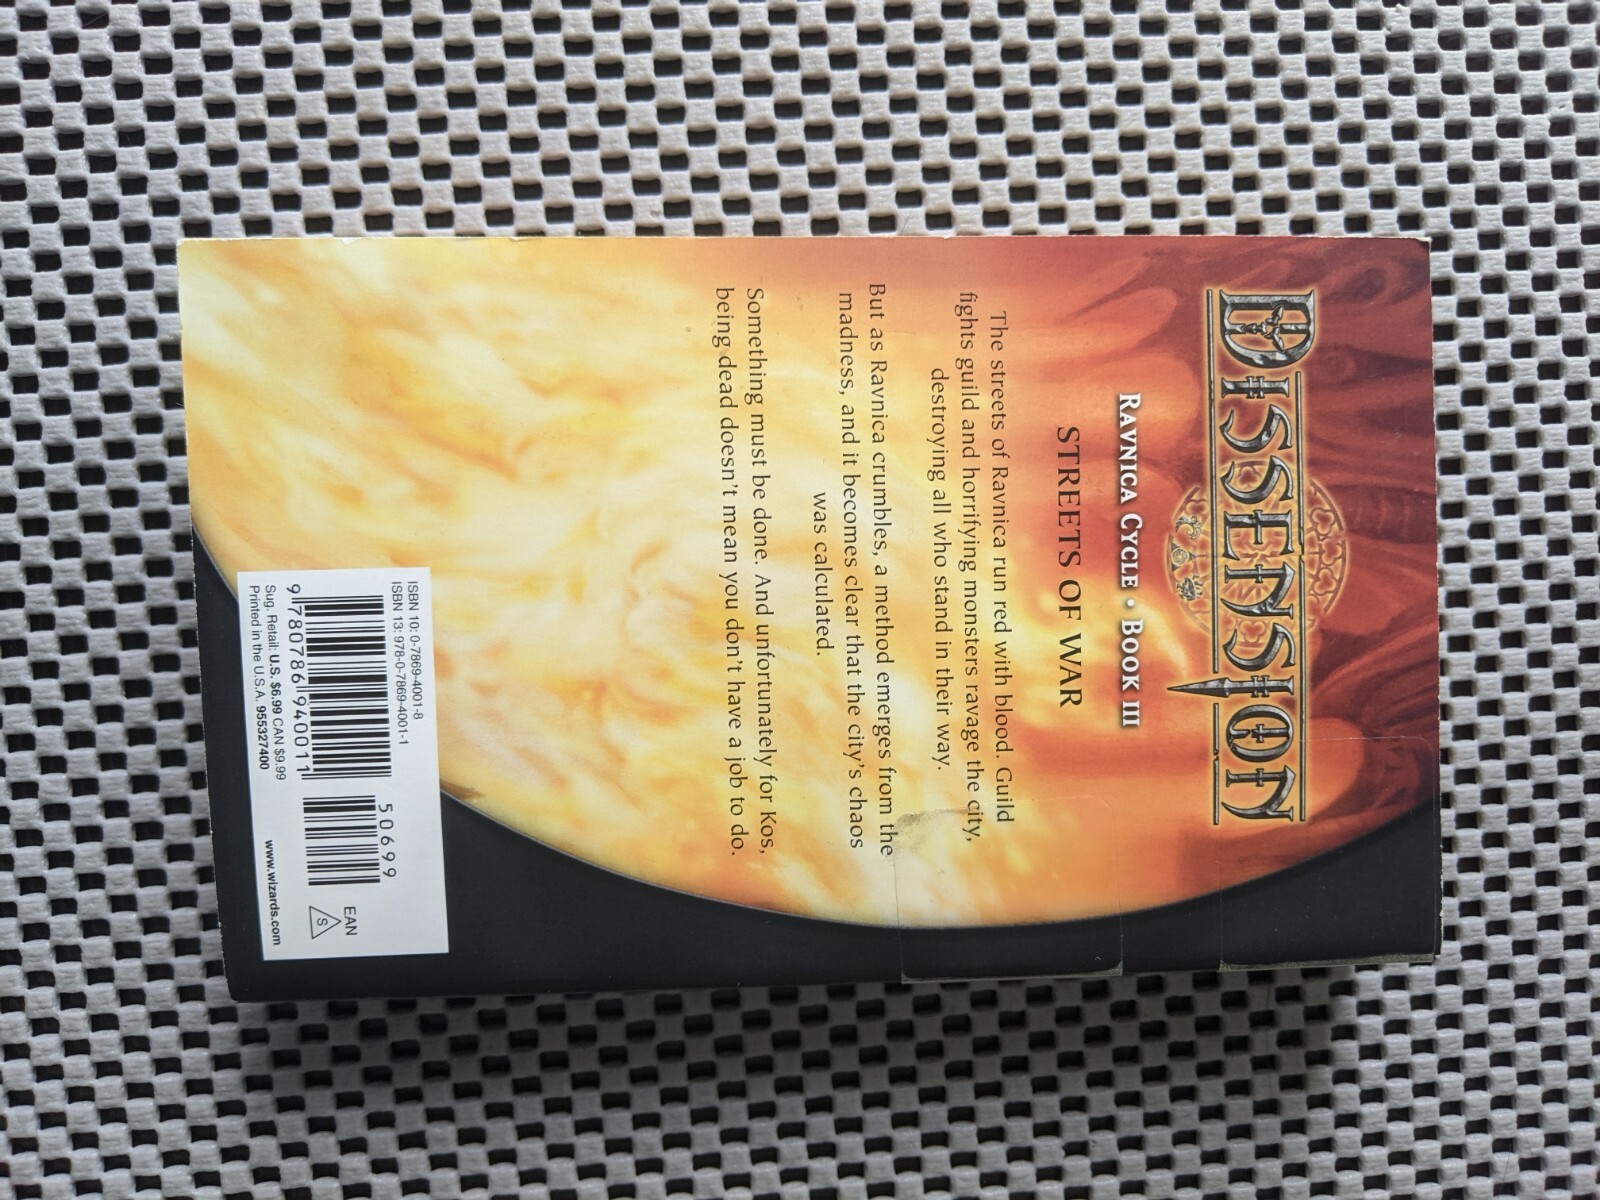 DISSENSION
RAVNICA CYCLE • BOOK III
STREETS OF WAR
The streets of Ravnica run red with blood. Guild
fights guild and horrifying monsters ravage the city,
destroying all who stand in their way.
But as Ravnica crumbles, a method emerges from the
madness, and it becomes clear that the city's chaos
was calculated.
Something must be done. And unfortunately for Kos,
being dead doesn't mean you don't have a job to do.
ISBN 10: 0-7869-4001-8
ISBN 13: 978-0-7869-4001-1
50699
EAN
9 780786 940011
S
Sug. Retail: U.S. $6.99 CAN $9.99
Printed in the U.S.A. 955327400
www.wizards.com